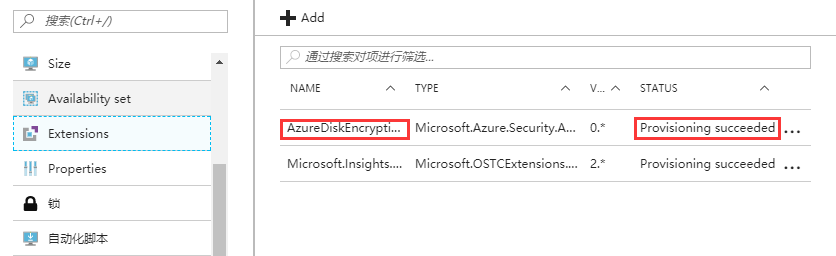 搜索(Ctrl+/)
Size
Availability set
Extensions
Properties
锁
自动化脚本
Add
通过搜索对项进行筛选...
NAME TYPE V... STATUS
AzureDiskEncrypti... Microsoft.Azure.Security.A... 0.* Provisioning succeeded ...
Microsoft.Insights.... Microsoft.OSTCExtensions.... 2.* Provisioning succeeded ...